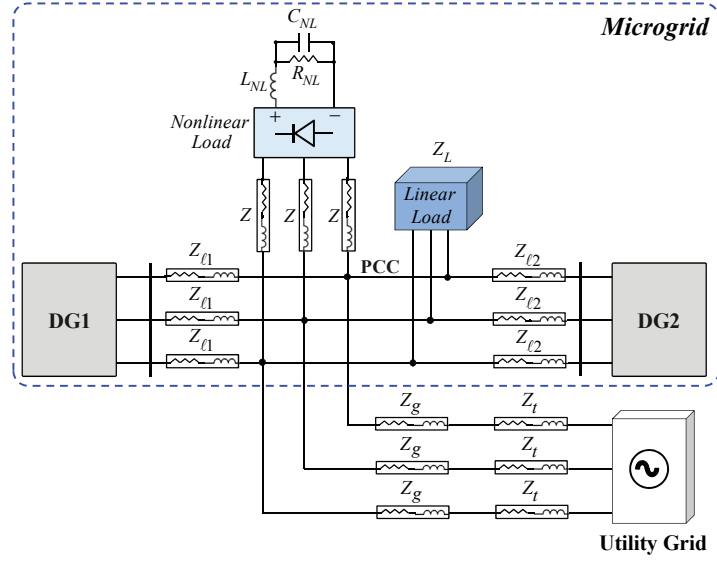 Microgrid
C_NL
R_NL
L_NL
+ −
Nonlinear
Load
Z_L
Linear
Load
Z Z Z
PCC
Z_ℓ1 Z_ℓ2
Z_ℓ1 Z_ℓ2
Z_ℓ1 Z_ℓ2
DG1 DG2
Z_g Z_t
Z_g Z_t
Z_g Z_t
Utility Grid